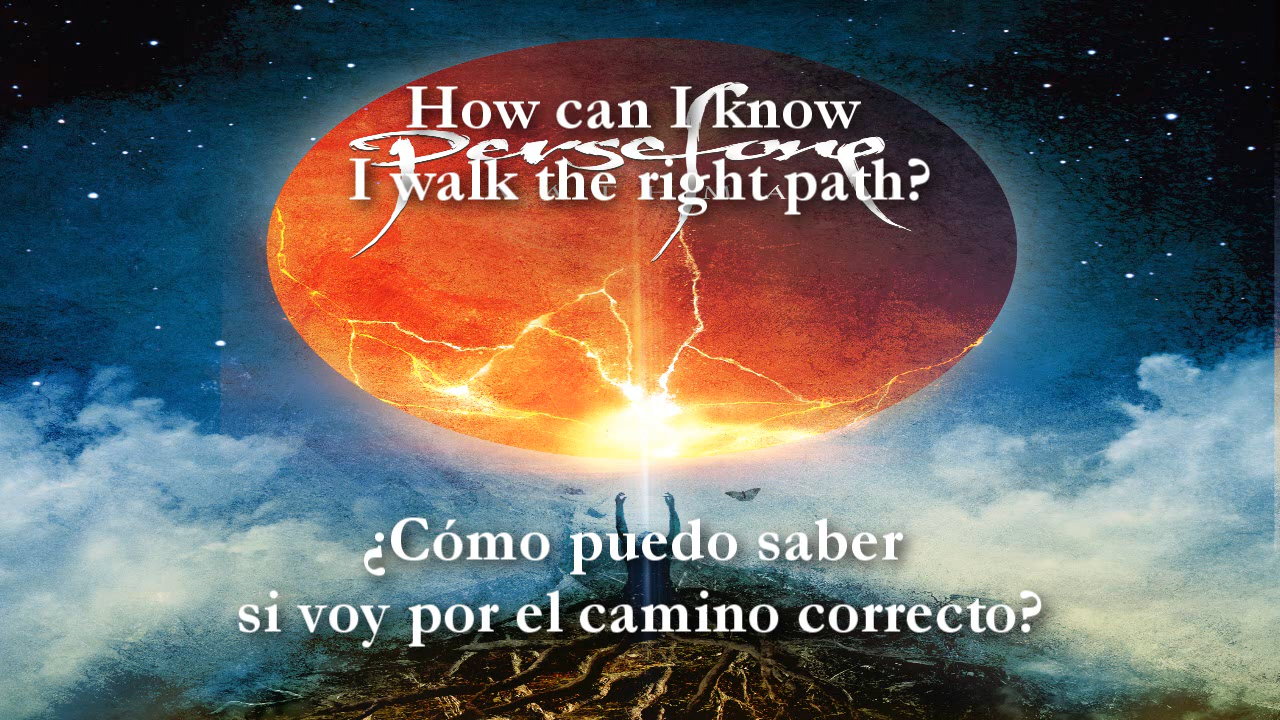 How can I know
Persefone
I walk the right path?
¿Cómo puedo saber
si voy por el camino correcto?